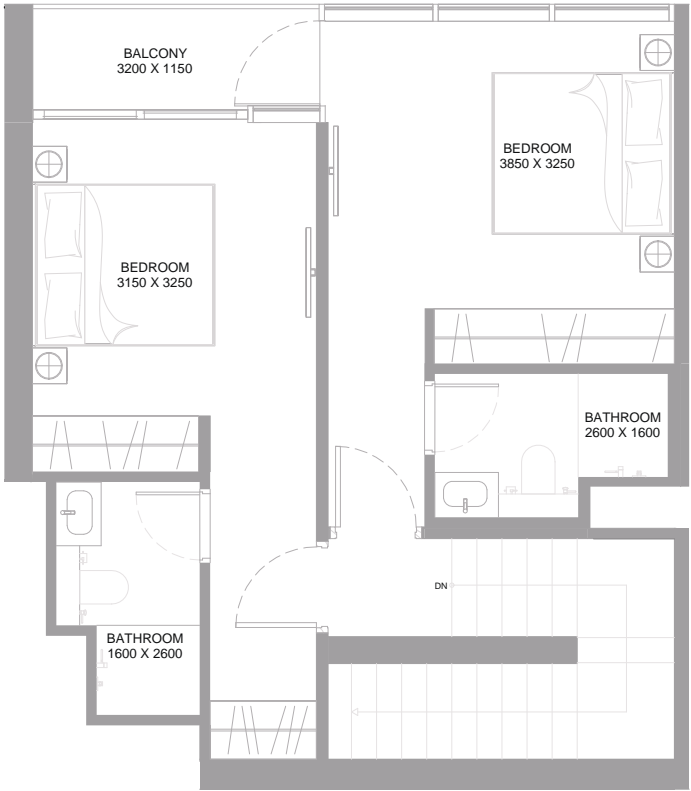 BALCONY
3200 X 1150
BEDROOM
3850 X 3250
BEDROOM
3150 X 3250
BATHROOM
2600 X 1600
DN
BATHROOM
1600 X 2600